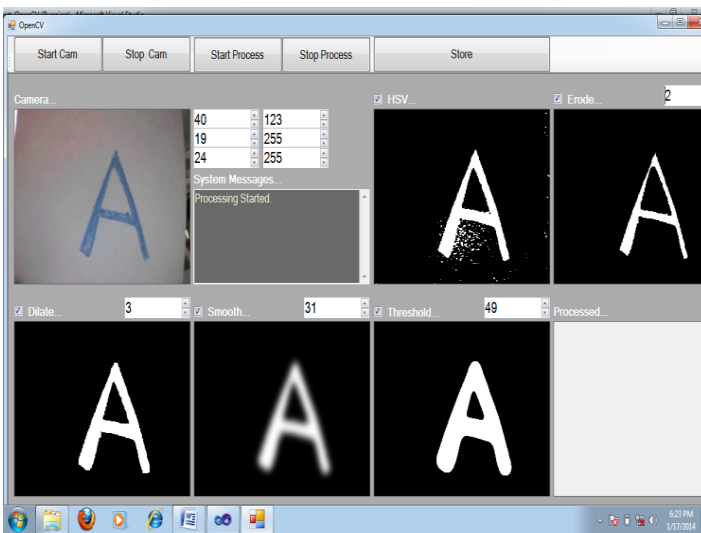 OpenCV
Start Cam Stop Cam Start Process Stop Process Store
Camera...
HSV...
Erode... 2
40 123
19 255
24 255
System Messages...
Processing Started.
A
A
A
Dilate... 3
Smooth... 31
Threshold... 49
Processed...
A
A
A
6:23 PM
1/17/2014